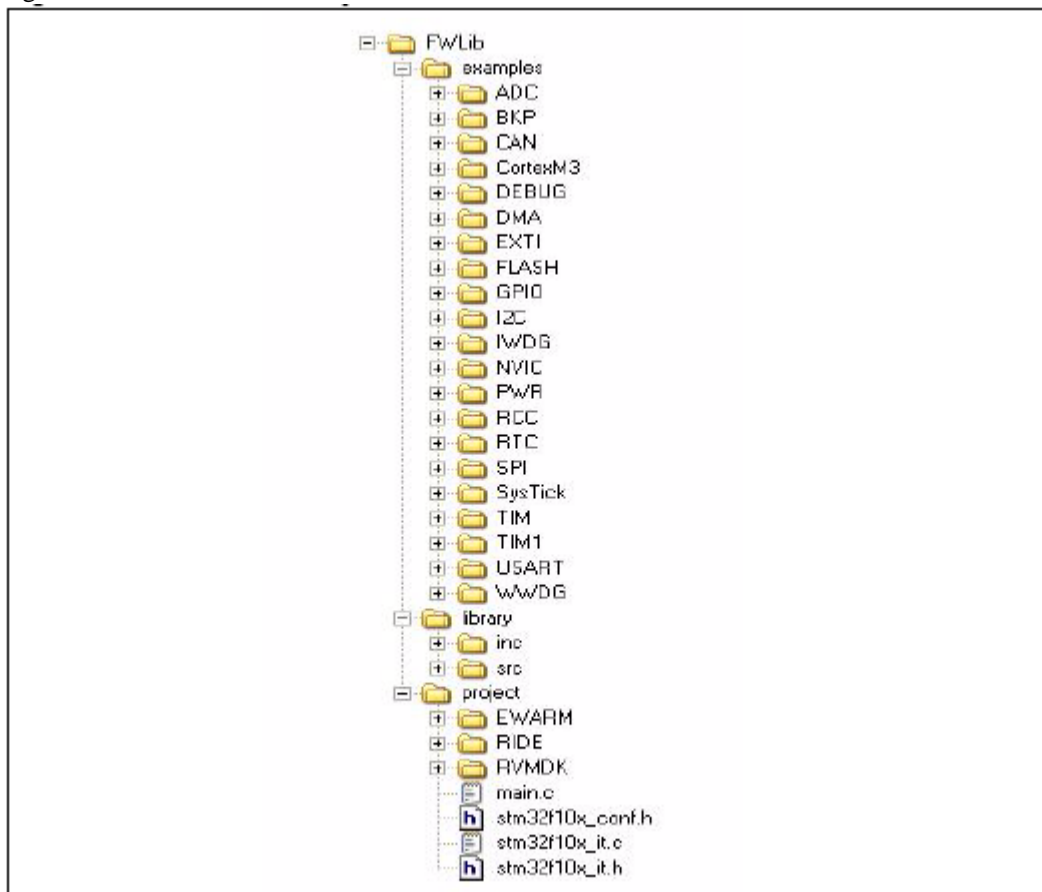 FWLib
examples
ADC
BKP
CAN
CortexM3
DEBUG
DMA
EXTI
FLASH
GPIO
I2C
IWDG
NVIC
PWR
RCC
RTC
SPI
SysTick
TIM
TIM1
USART
WWDG
library
inc
src
project
EWARM
RIDE
RVMDK
main.c
stm32f10x_conf.h
stm32f10x_it.c
stm32f10x_it.h